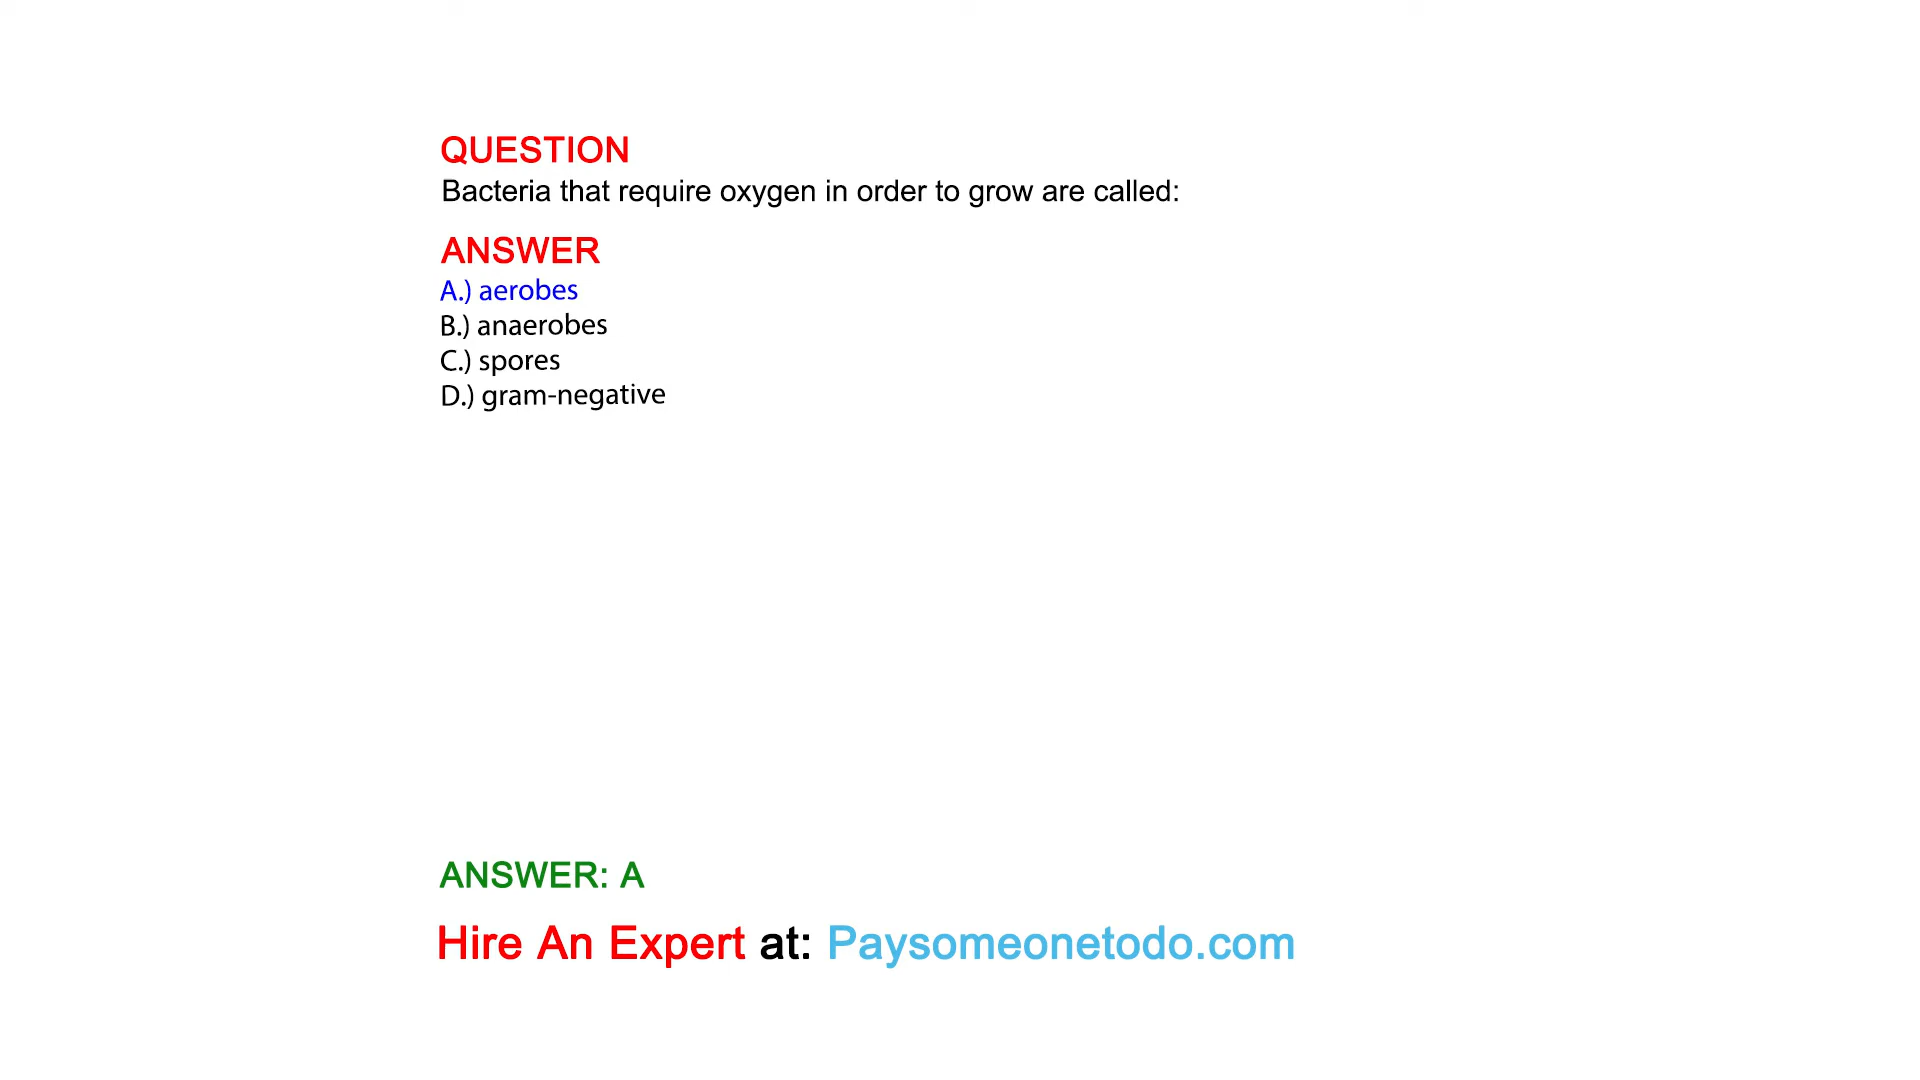 QUESTION
Bacteria that require oxygen in order to grow are called:
ANSWER
A.) aerobes
B.) anaerobes
C.) spores
D.) gram-negative
ANSWER: A
Hire An Expert at: Paysomeonetodo.com